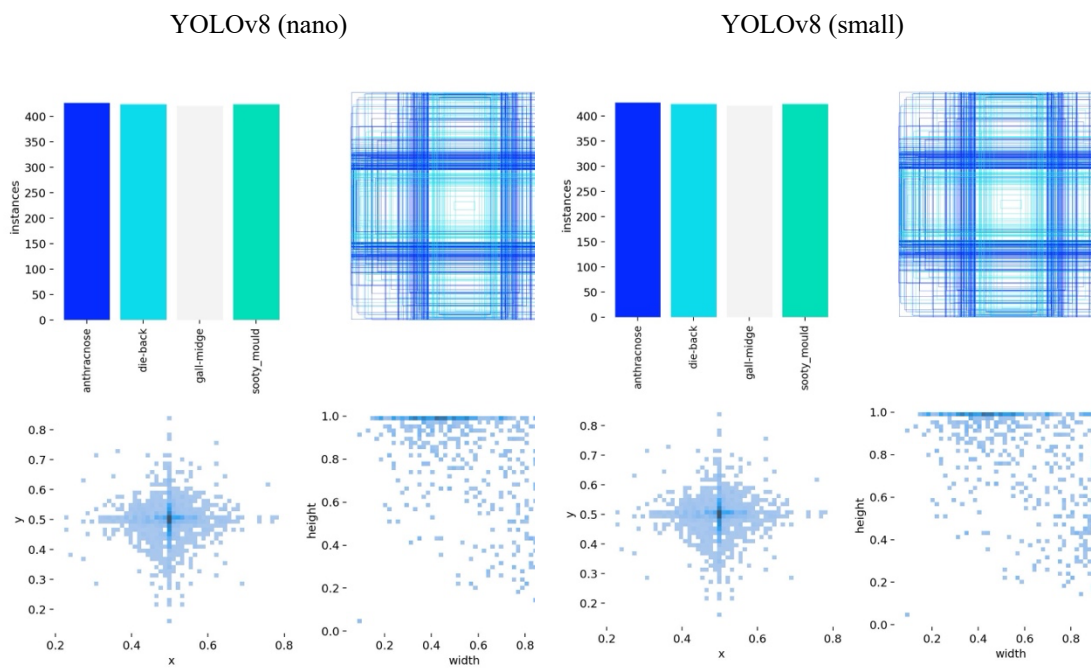 YOLOv8 (nano)
YOLOv8 (small)
400
350
300
250
200
150
100
50
0
instances
anthracnose
die-back
gall-midge
sooty_mould
400
350
300
250
200
150
100
50
0
instances
anthracnose
die-back
gall-midge
sooty_mould
0.8
0.7
0.6
0.5
0.4
0.3
0.2
y
0.2 0.4 0.6 0.8
x
1.0
0.8
0.6
0.4
0.2
0.0
height
0.2 0.4 0.6 0.8
width
0.8
0.7
0.6
0.5
0.4
0.3
0.2
y
0.2 0.4 0.6 0.8
x
1.0
0.8
0.6
0.4
0.2
0.0
height
0.2 0.4 0.6 0.8
width